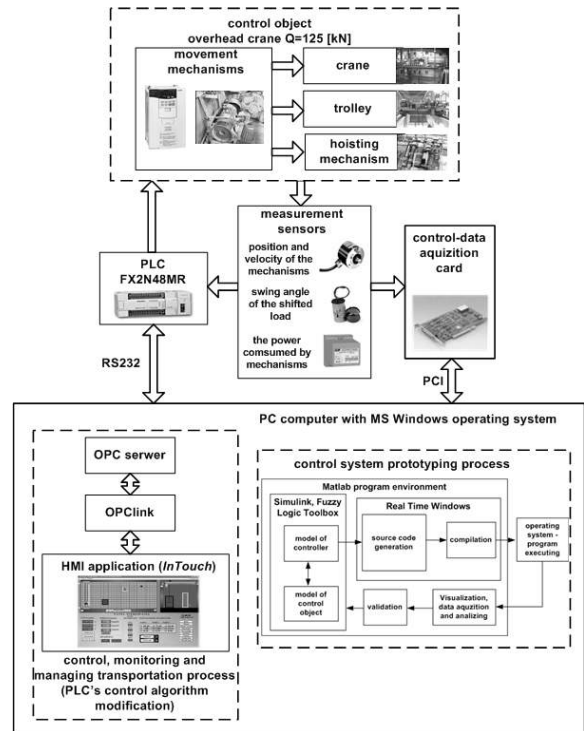 control object
overhead crane Q=125 [kN]
movement
mechanisms
crane
trolley
hoisting
mechanism
measurement
sensors
position and
velocity of the
mechanisms
swing angle
of the shifted
load
the power
comsumed by
mechanisms
PLC
FX2N48MR
control-data
aquizition
card
RS232
PCI
PC computer with MS Windows operating system
OPC serwer
OPClink
HMI application (InTouch)
control, monitoring and
managing transportation process
(PLC's control algorithm
modification)
control system prototyping process
Matlab program environment
Simulink, Fuzzy
Logic Toolbox
Real Time Windows
model of
controller
source code
generation
compilation
operating
system -
program
executing
model of
control
object
validation
Visualization,
data aquzition
and analizing